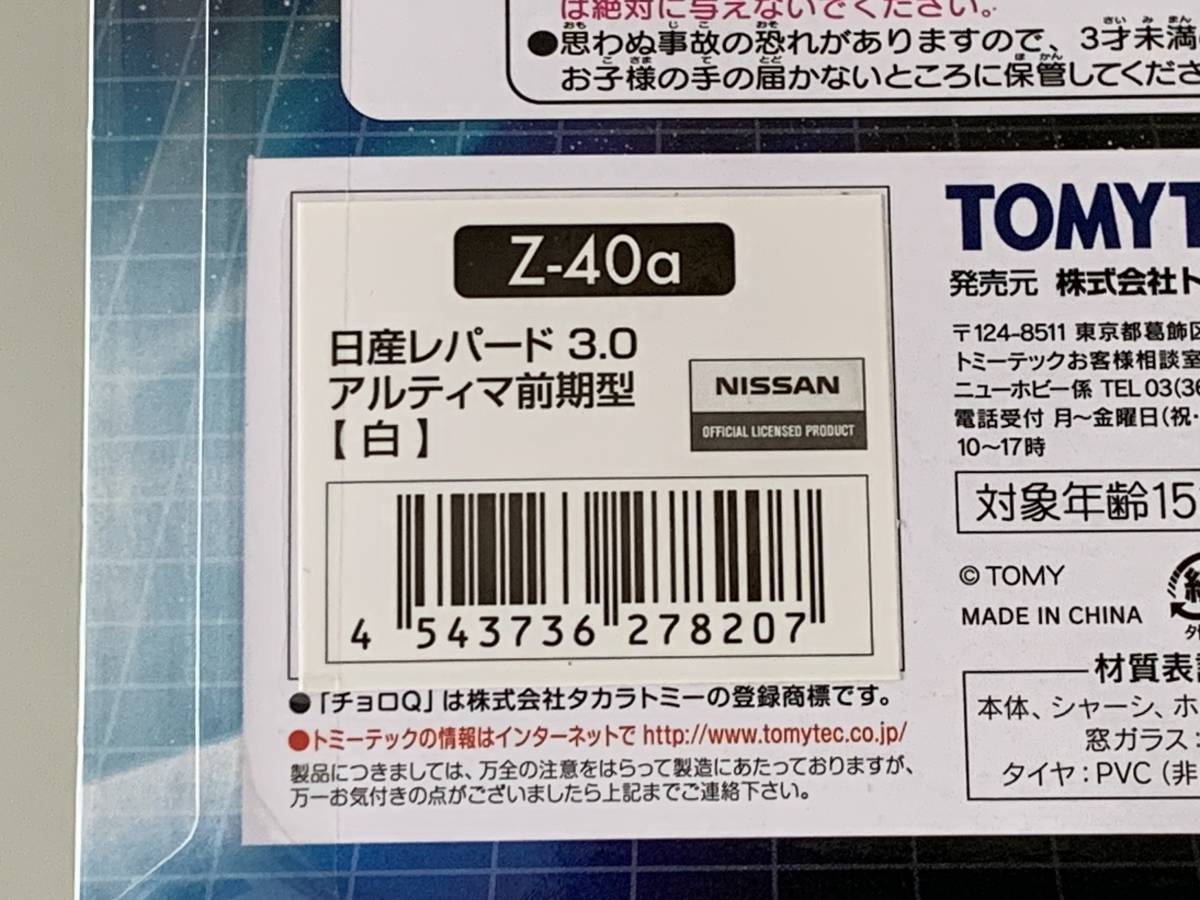 は絶対に与えないでください。
●思わぬ事故の恐れがありますので、3才未満
お子様の手の届かないところに保管してくださ
Z-40a
日産レパード 3.0
アルティマ前期型
【 白 】
NISSAN
OFFICIAL LICENSED PRODUCT
4 543736 278207
●「チョロQ」は株式会社タカラトミーの登録商標です。
●トミーテックの情報はインターネットで http://www.tomytec.co.jp/
製品につきましては、万全の注意をはらって製造にあたっておりますが、
万一お気付きの点がございましたら上記までご連絡下さい。
TOMYT
発売元 株式会社ト
〒124-8511 東京都葛飾区
トミーテックお客様相談室
ニューホビー係 TEL 03(36
電話受付 月〜金曜日(祝・
10〜17時
対象年齢15
© TOMY
MADE IN CHINA
材質表
本体、シャーシ、ホ
窓ガラス:
タイヤ:PVC (非